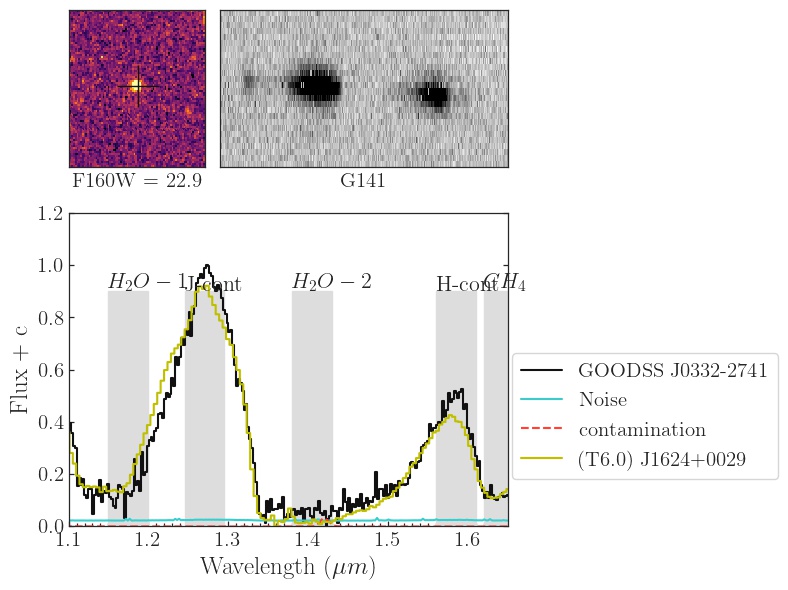 F160W = 22.9
G141
1.2
1.0
0.8
0.6
0.4
0.2
0.0
Flux + c
H₂O − 1
J-cont
H₂O − 2
H-cont
CH₄
GOODSS J0332-2741
Noise
contamination
(T6.0) J1624+0029
1.1 1.2 1.3 1.4 1.5 1.6
Wavelength (μm)